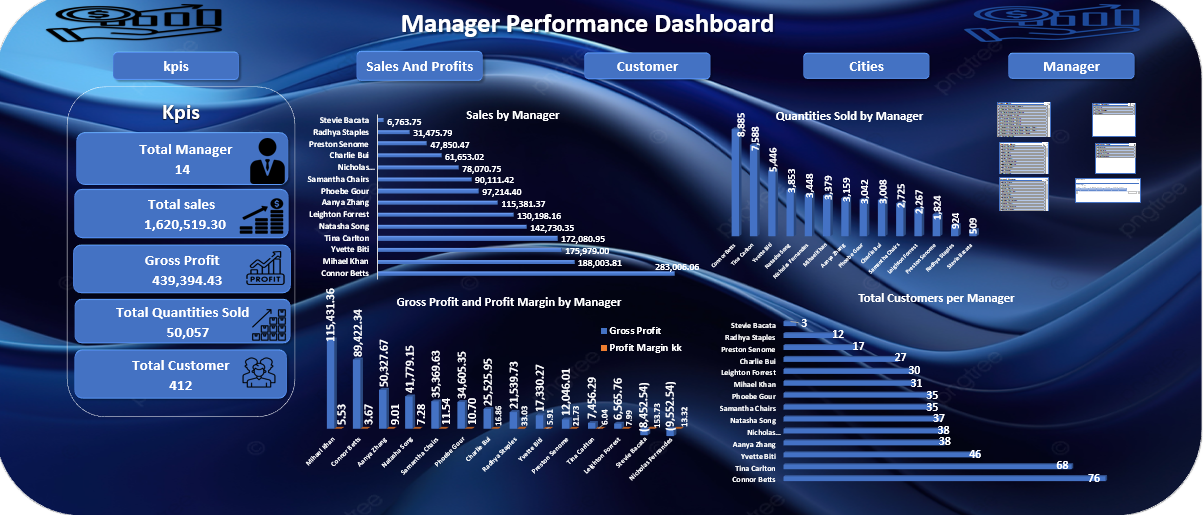 Manager Performance Dashboard
kpis
Sales And Profits
Customer
Cities
Manager
Kpis
Total Manager
14
Total sales
1,620,519.30
Gross Profit
439,394.43
PROFIT
Total Quantities Sold
50,057
Total Customer
412
Sales by Manager
Stevie Bacata 6,763.75
Radhya Staples 31,475.79
Preston Senome 47,850.47
Charlie Bui 61,653.02
Nicholas... 78,070.75
Samantha Chairs 90,111.42
Phoebe Gour 97,214.40
Aanya Zhang 115,381.37
Leighton Forrest 130,198.16
Natasha Song 142,730.35
Tina Carlton 172,080.95
Yvette Biti 175,979.00
Mihael Khan 188,003.81
Connor Betts 283,006.06
Quantities Sold by Manager
8,885
7,588
5,446
3,853
3,448
3,379
3,159
3,042
3,008
2,725
2,267
1,824
924
509
Connor Betts
Tina Carlton
Yvette Biti
Natasha Song
Nicholas Fernandes
Mihael Khan
Aanya Zhang
Phoebe Gour
Charlie Bui
Samantha Chairs
Leighton Forrest
Preston Senome
Radhya Staples
Stevie Bacata
Gross Profit and Profit Margin by Manager
Gross Profit
Profit Margin kk
115,431.36
5.53
89,422.34
3.67
50,327.67
9.01
41,779.15
7.28
35,369.63
11.54
34,605.35
10.70
25,525.95
16.86
21,539.73
33.03
17,330.27
5.91
12,046.01
21.73
7,456.29
6.04
6,565.76
7.99
(8,452.54)
153.73
(9,552.54)
13.32
Mihael Khan
Connor Betts
Aanya Zhang
Natasha Song
Samantha Chairs
Phoebe Gour
Charlie Bui
Radhya Staples
Yvette Biti
Preston Senome
Tina Carlton
Leighton Forrest
Stevie Bacata
Nicholas Fernandes
Total Customers per Manager
Stevie Bacata 3
Radhya Staples 12
Preston Senome 17
Charlie Bui 27
Leighton Forrest 30
Mihael Khan 31
Phoebe Gour 35
Samantha Chairs 35
Natasha Song 37
Nicholas... 38
Aanya Zhang 38
Yvette Biti 46
Tina Carlton 68
Connor Betts 76
pngtree